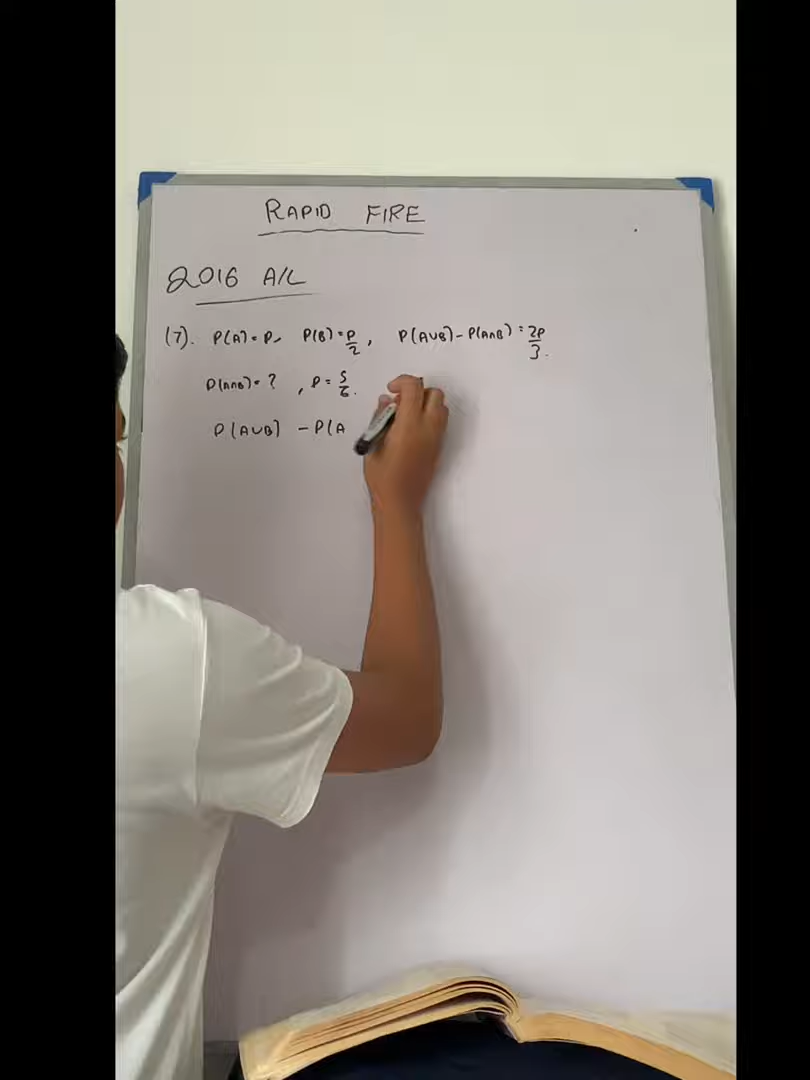 RAPID FIRE
2016 A/L
(7). P(A) = P, P(B) = P/2, P(A∪B) - P(A∩B) = 2P/3.
P(A∩B) = ? , P = 5/6.
P(A∪B) - P(A